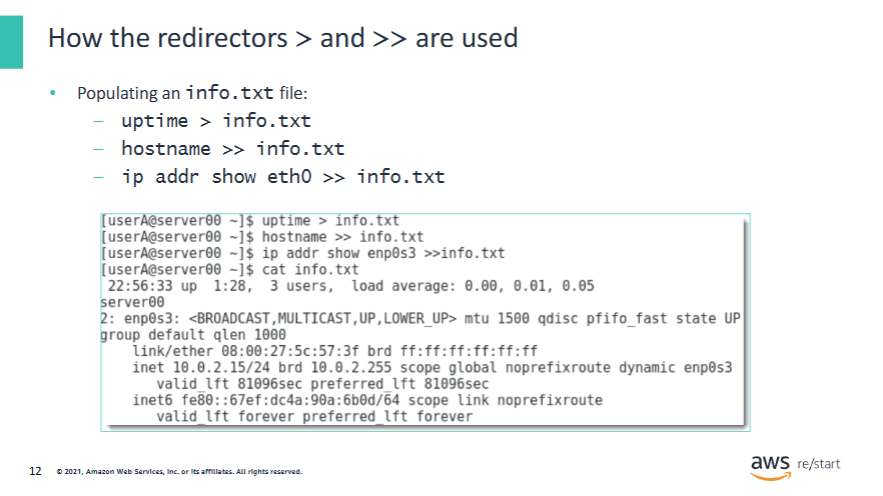 How the redirectors > and >> are used
• Populating an info.txt file:
– uptime > info.txt
– hostname >> info.txt
– ip addr show eth0 >> info.txt
[userA@server00 ~]$ uptime > info.txt
[userA@server00 ~]$ hostname >> info.txt
[userA@server00 ~]$ ip addr show enp0s3 >>info.txt
[userA@server00 ~]$ cat info.txt
 22:56:33 up  1:28,  3 users,  load average: 0.00, 0.01, 0.05
server00
2: enp0s3: <BROADCAST,MULTICAST,UP,LOWER_UP> mtu 1500 qdisc pfifo_fast state UP
group default qlen 1000
    link/ether 08:00:27:5c:57:3f brd ff:ff:ff:ff:ff:ff
    inet 10.0.2.15/24 brd 10.0.2.255 scope global noprefixroute dynamic enp0s3
       valid_lft 81096sec preferred_lft 81096sec
    inet6 fe80::67ef:dc4a:90a:6b0d/64 scope link noprefixroute
       valid_lft forever preferred_lft forever
12 © 2021, Amazon Web Services, Inc. or its affiliates. All rights reserved.
aws re/start